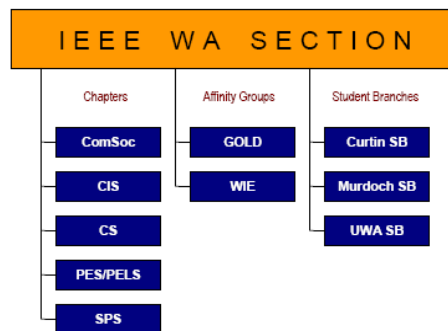 IEEE WA SECTION
Chapters
Affinity Groups
Student Branches
ComSoc
GOLD
Curtin SB
CIS
WIE
Murdoch SB
CS
UWA SB
PES/PELS
SPS